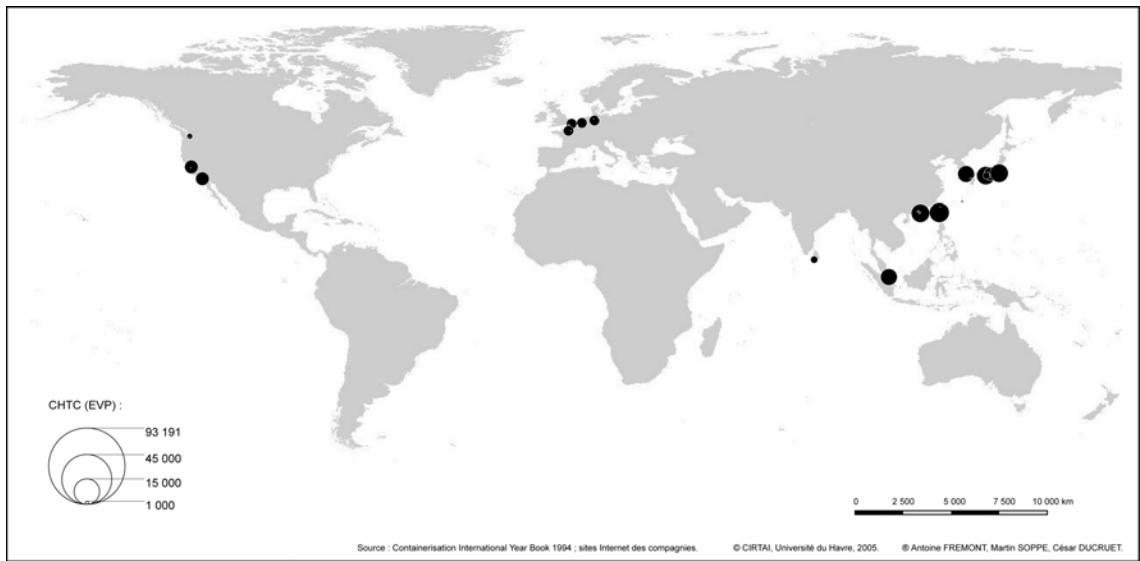 CHTC (EVP) :
93 191
45 000
15 000
1 000
0 2 500 5 000 7 500 10 000 km
Source : Containerisation International Year Book 1994 ; sites Internet des compagnies. © CIRTAI, Université du Havre, 2005. ® Antoine FREMONT, Martin SOPPE, César DUCRUET.